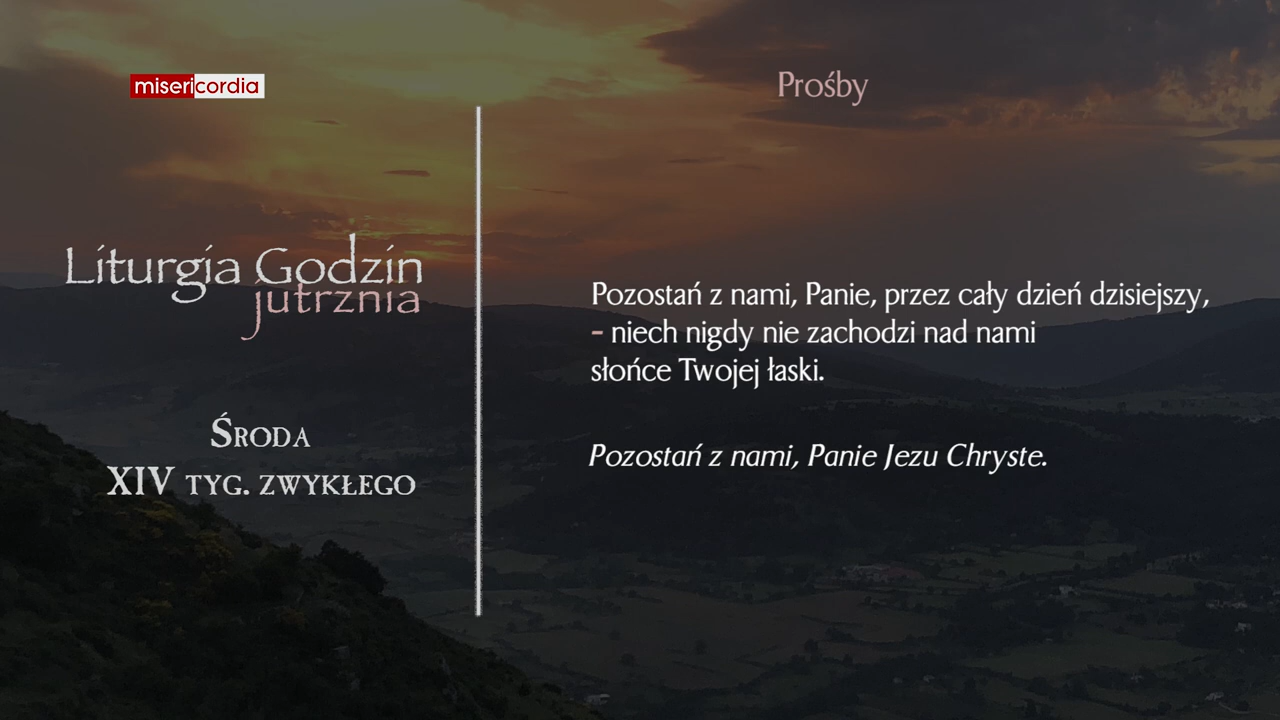 misericordia
Liturgia Godzin
jutrznia
Środa
XIV tyg. zwykłego
Prośby
Pozostań z nami, Panie, przez cały dzień dzisiejszy,
- niech nigdy nie zachodzi nad nami
słońce Twojej łaski.
Pozostań z nami, Panie Jezu Chryste.